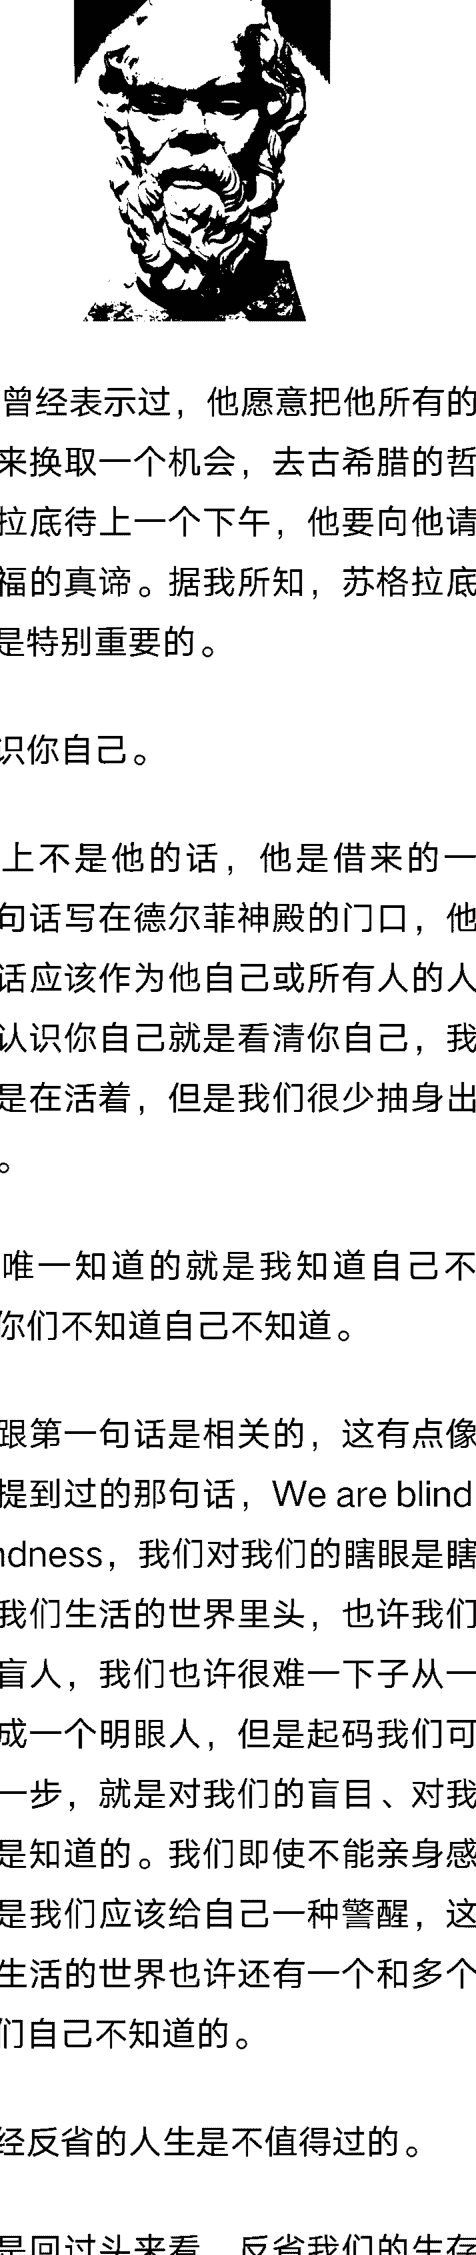 曾经表示过，他愿意把他所有的
来换取一个机会，去古希腊的哲
拉底待上一个下午，他要向他请
福的真谛。据我所知，苏格拉底
是特别重要的。
识你自己。
上不是他的话，他是借来的一
句话写在德尔菲神殿的门口，他
话应该作为他自己或所有人的人
认识你自己就是看清你自己，我
是在活着，但是我们很少抽身出
。
唯一知道的就是我知道自己不
你们不知道自己不知道。
跟第一句话是相关的，这有点像
提到过的那句话，We are blind
ndness，我们对我们的瞎眼是瞎
我们生活的世界里头，也许我们
盲人，我们也许很难一下子从一
成一个明眼人，但是起码我们可
一步，就是对我们的盲目、对我
是知道的。我们即使不能亲身感
是我们应该给自己一种警醒，这
生活的世界也许还有一个和多个
们自己不知道的。
经反省的人生是不值得过的。
是回过头来看，反省我们的生存